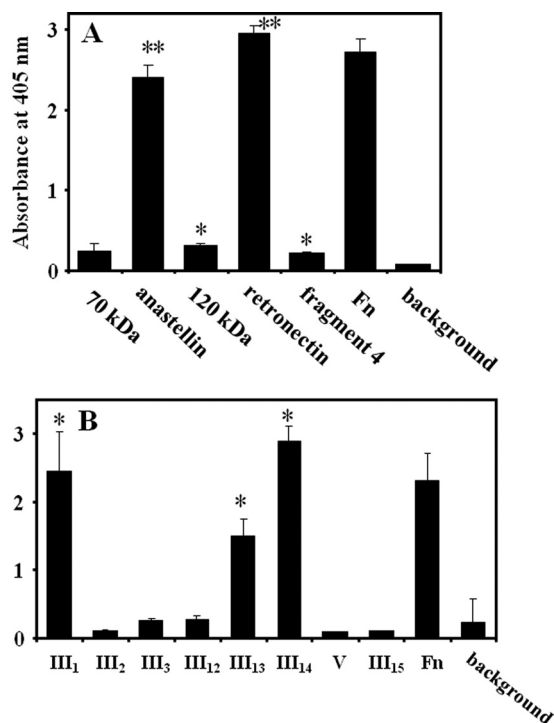 A
Absorbance at 405 nm
3
2
1
0
**
*
**
*
70 kDa
anastellin
120 kDa
retronectin
fragment 4
Fn
background
B
3
2
1
0
*
*
*
III₁
III₂
III₃
III₁₂
III₁₃
III₁₄
V
III₁₅
Fn
background